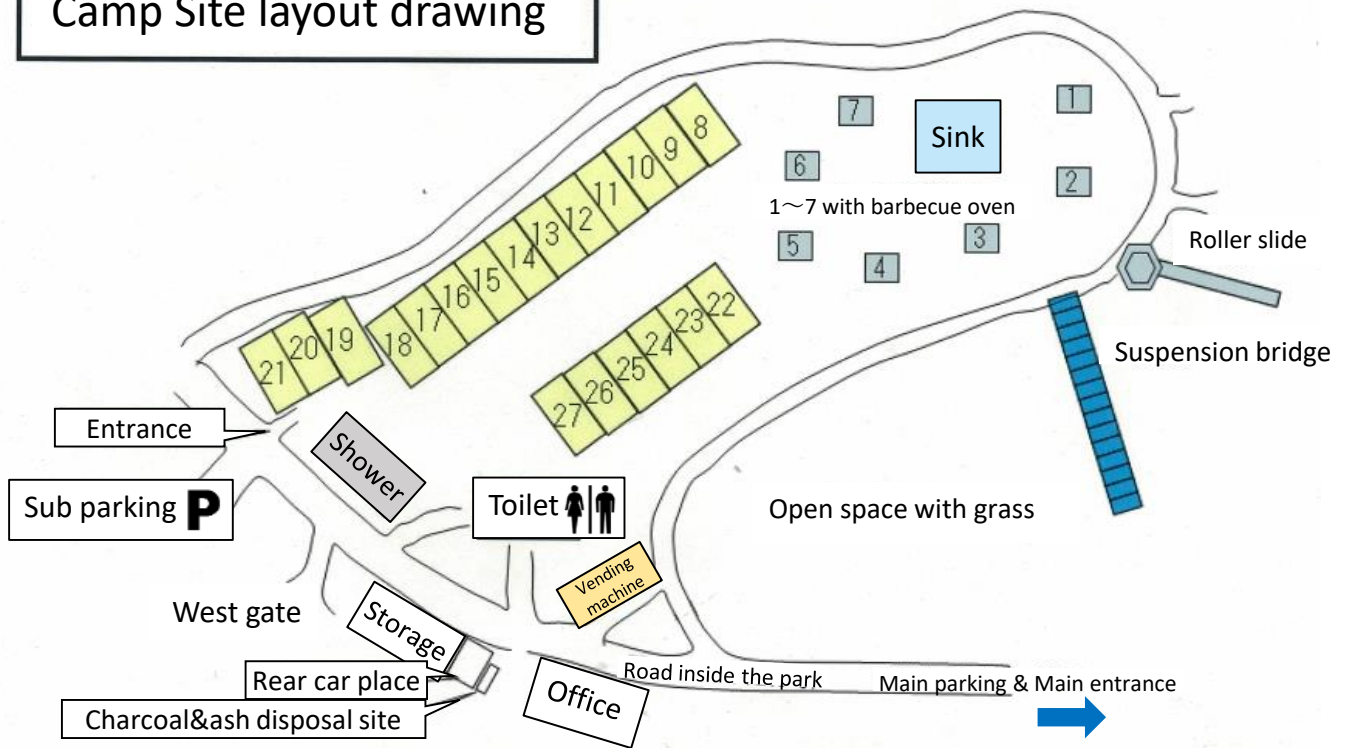 Camp Site layout drawing
7
Sink
1
8
9
6
10
2
11
1～7 with barbecue oven
12
13
5
3
Roller slide
14
4
15
16
22
17
23
18
24
19
20
21
25
Suspension bridge
26
27
Entrance
Shower
Sub parking P
Toilet
Open space with grass
Vending
machine
West gate
Storage
Rear car place
Road inside the park
Main parking & Main entrance
Office
Charcoal&ash disposal site